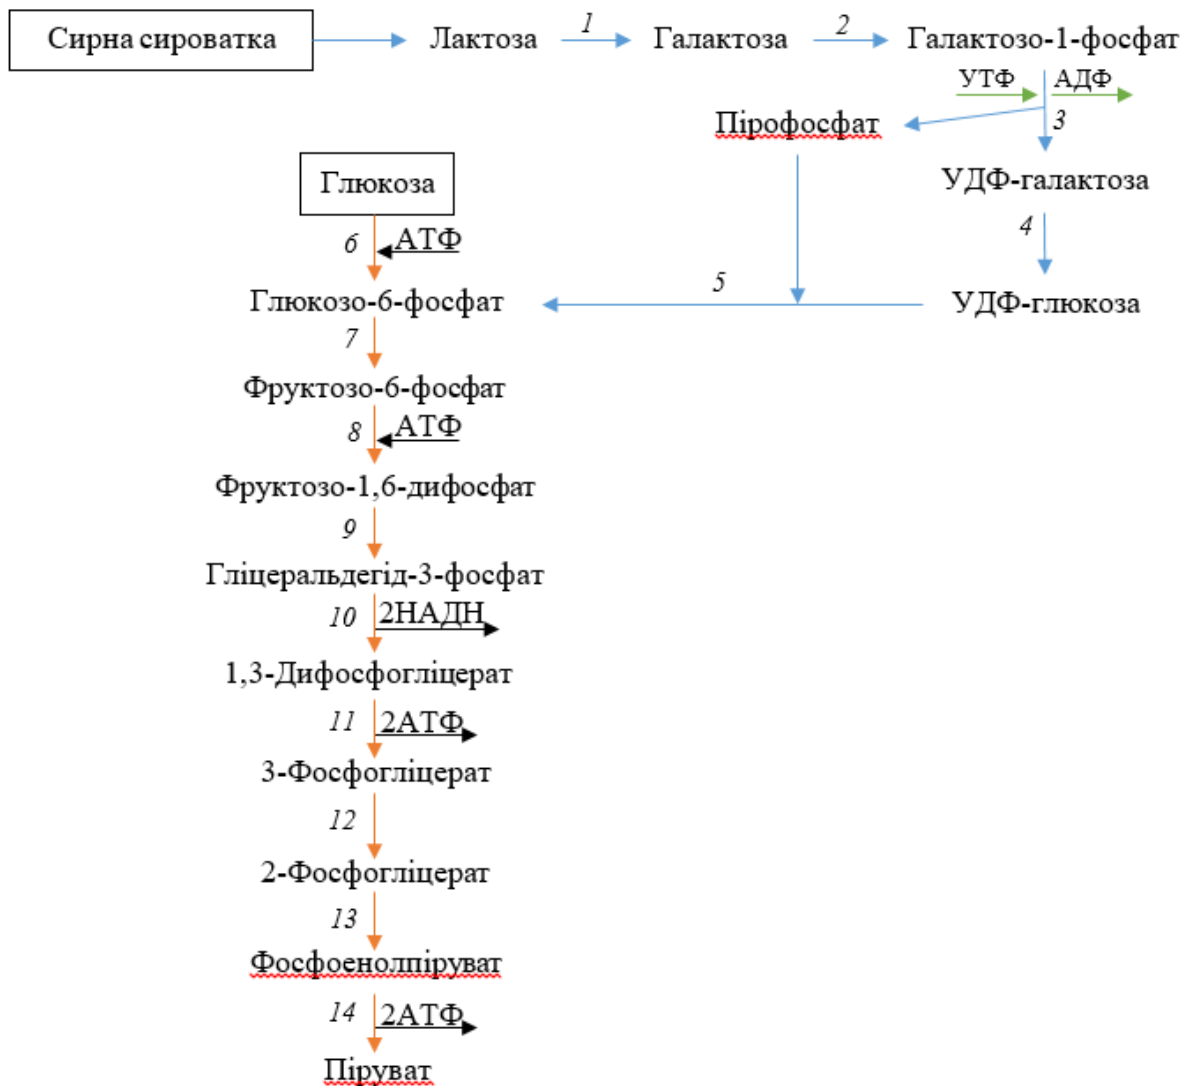 Сирна сироватка
Лактоза
1
Галактоза
2
Галактозо-1-фосфат
УТФ
АДФ
3
Пірофосфат
УДФ-галактоза
Глюкоза
4
6
АТФ
5
Глюкозо-6-фосфат
УДФ-глюкоза
7
Фруктозо-6-фосфат
8
АТФ
Фруктозо-1,6-дифосфат
9
Гліцеральдегід-3-фосфат
10
2НАДН
1,3-Дифосфогліцерат
11
2АТФ
3-Фосфогліцерат
12
2-Фосфогліцерат
13
Фосфоенолпіруват
14
2АТФ
Піруват